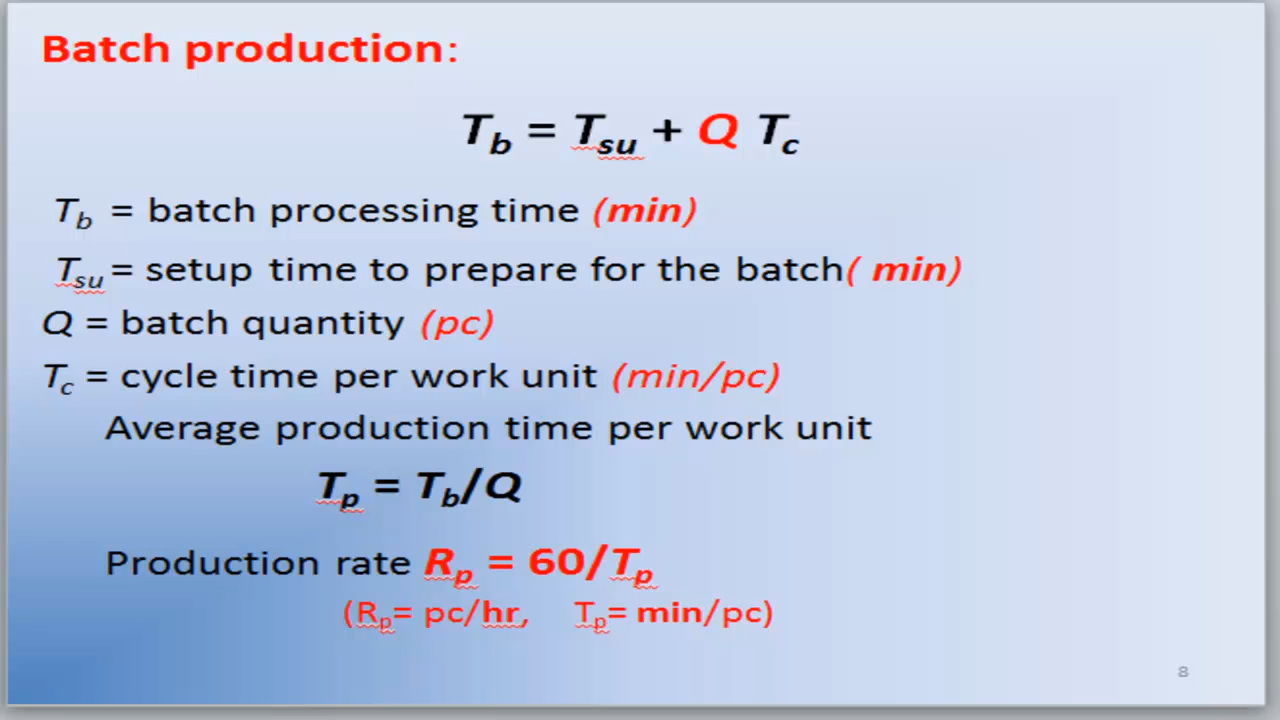 Batch production:
Tb = Tsu + Q Tc
Tb = batch processing time (min)
Tsu = setup time to prepare for the batch( min)
Q = batch quantity (pc)
Tc = cycle time per work unit (min/pc)
Average production time per work unit
Tp = Tb/Q
Production rate Rp = 60/Tp
(Rp= pc/hr, Tp= min/pc)
8